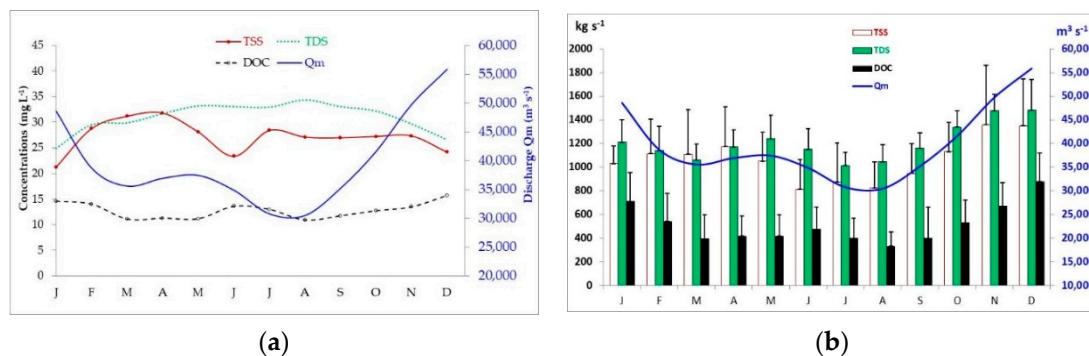 TSS TDS
DOC Qm
Concentrations (mg L-1)
45
40
35
30
25
20
15
10
5
0
60,000
55,000
50,000
45,000
40,000
35,000
30,000
25,000
20,000
Discharge Qm (m³ s-1)
J F M A M J J A S O N D
(a)
kg s-1
m³ s-1
TSS
TDS
DOC
Qm
2000
1800
1600
1400
1200
1000
800
600
400
200
0
60,000
55,000
50,000
45,000
40,000
35,000
30,000
25,000
20,000
15,000
10,000
J F M A M J J A S O N D
(b)